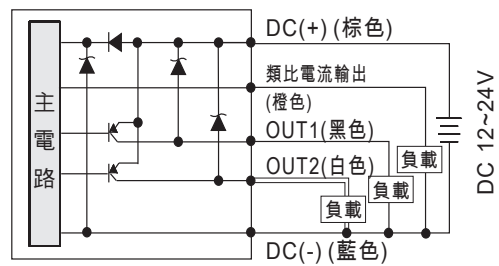 DC(+) (棕色)
類比電流輸出
(橙色)
OUT1(黑色)
OUT2(白色)
負載
負載
負載
DC(-) (藍色)
主電路
DC 12~24V